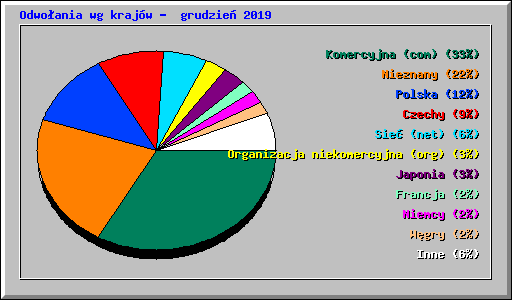 Odwołania wg krajów - grudzień 2019
Komercyjna (com) (33%)
Nieznany (22%)
Polska (12%)
Czechy (9%)
Sieć (net) (6%)
Organizacja niekomercyjna (org) (3%)
Japonia (3%)
Francja (2%)
Niemcy (2%)
Węgry (2%)
Inne (6%)